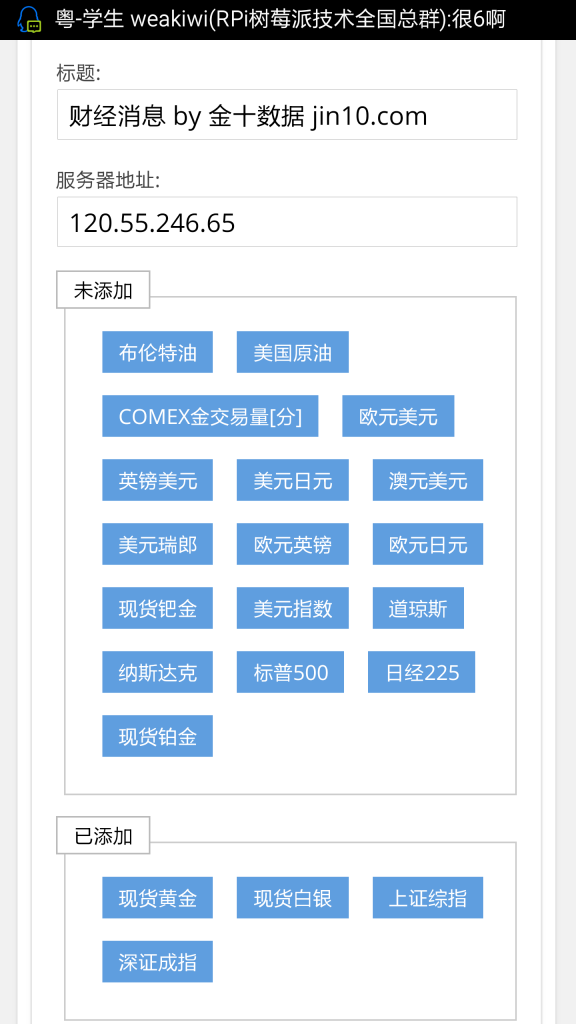 粤-学生 weakiwi(RPi树莓派技术全国总群):很6啊
标题:
财经消息 by 金十数据 jin10.com
服务器地址:
120.55.246.65
未添加
布伦特油 美国原油
COMEX金交易量[分] 欧元美元
英镑美元 美元日元 澳元美元
美元瑞郎 欧元英镑 欧元日元
现货钯金 美元指数 道琼斯
纳斯达克 标普500 日经225
现货铂金
已添加
现货黄金 现货白银 上证综指
深证成指